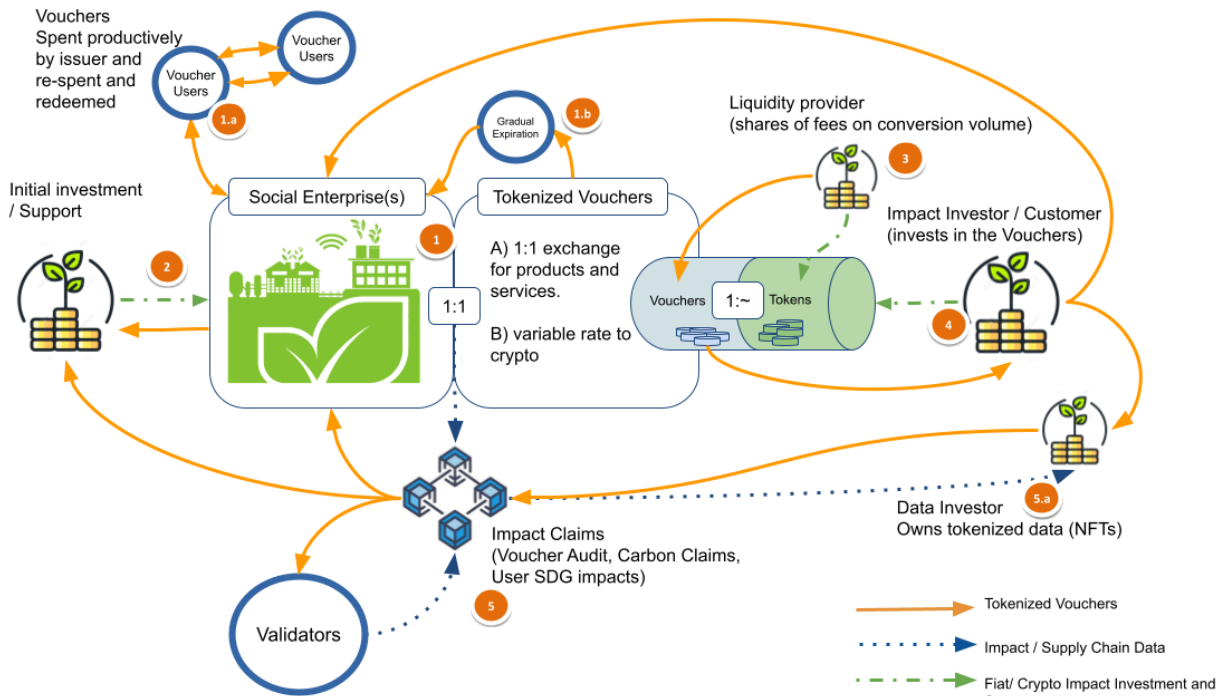 Vouchers
Spent productively
by issuer and
re-spent and
redeemed
Voucher
Users
Voucher
Users
1.a
Gradual
Expiration
1.b
Liquidity provider
(shares of fees on conversion volume)
3
Initial investment
/ Support
2
Social Enterprise(s)
1
1:1
Tokenized Vouchers
A) 1:1 exchange
for products and
services.
B) variable rate to
crypto
Vouchers
1:~
Tokens
Impact Investor / Customer
(invests in the Vouchers)
4
Data Investor
Owns tokenized data (NFTs)
5.a
Impact Claims
(Voucher Audit, Carbon Claims,
User SDG impacts)
5
Validators
Tokenized Vouchers
Impact / Supply Chain Data
Fiat/ Crypto Impact Investment and